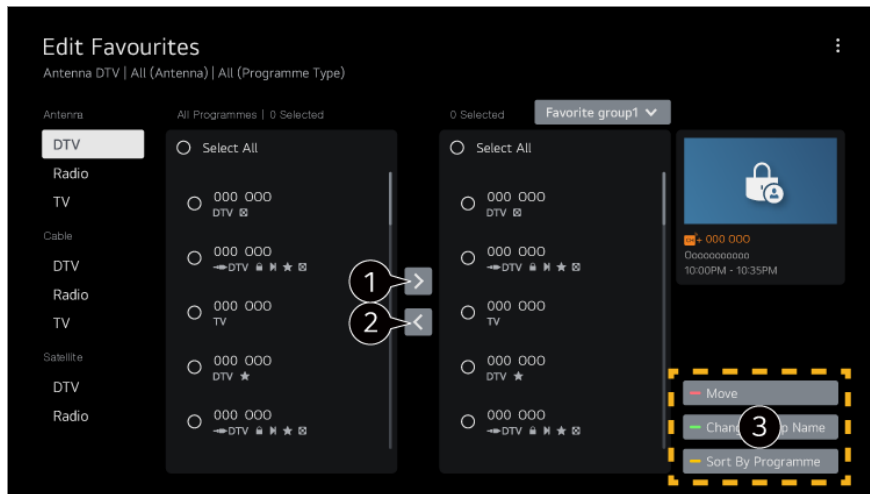 Edit Favourites
Antenna DTV | All (Antenna) | All (Programme Type)
Antenna
DTV
Radio
TV
Cable
DTV
Radio
TV
Satellite
DTV
Radio
All Programmes | 0 Selected
Select All
000 000
DTV
000 000
DTV
000 000
TV
000 000
DTV
000 000
DTV
1
2
0 Selected
Favorite group1
Select All
000 000
DTV
000 000
DTV
000 000
TV
000 000
DTV
000 000
DTV
+ 000 000
Ooooooooooo
10:00PM - 10:35PM
Move
3
Name
Sort By Programme